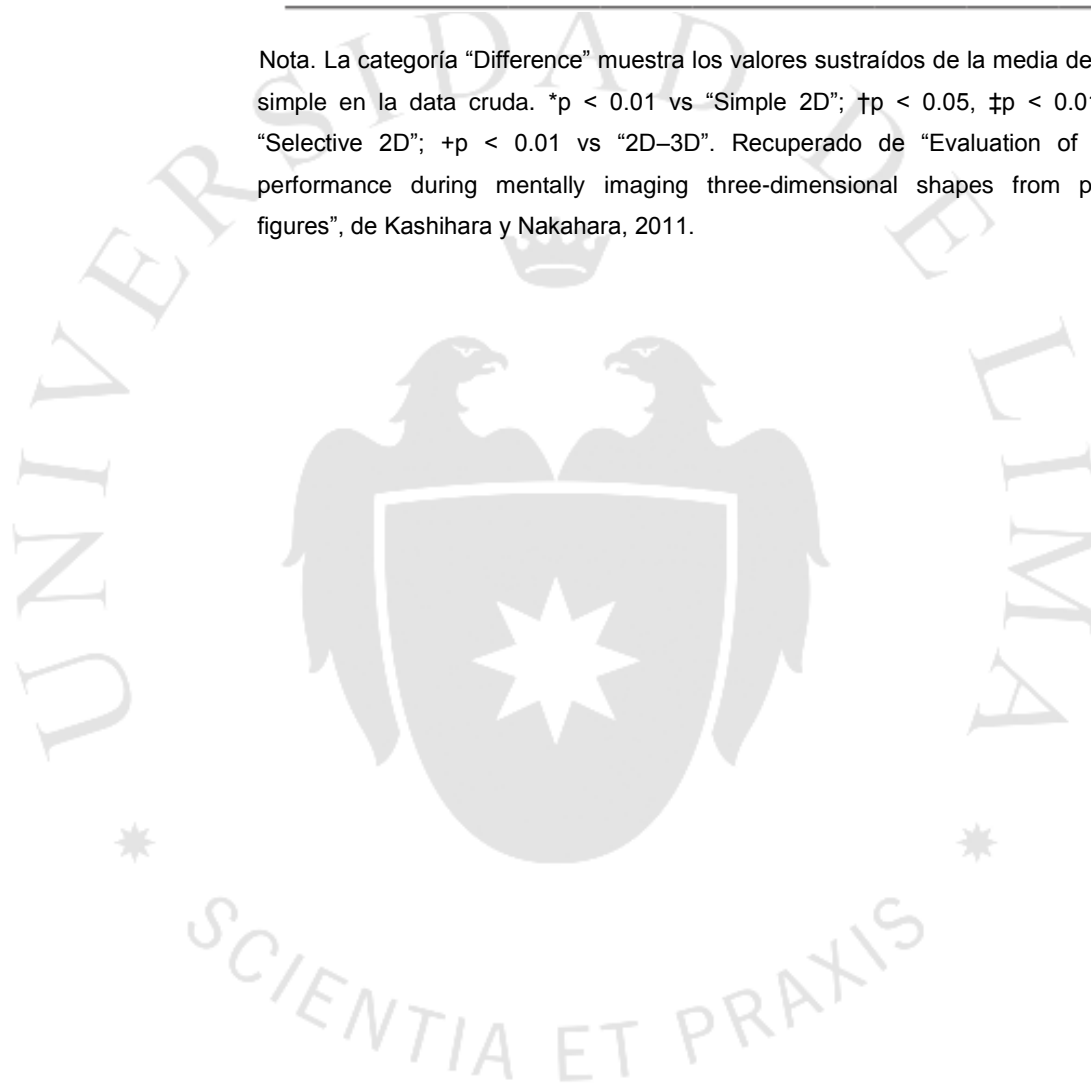 Nota. La categoría “Difference” muestra los valores sustraídos de la media de
simple en la data cruda. *p < 0.01 vs “Simple 2D”; †p < 0.05, ‡p < 0.01
“Selective 2D”; +p < 0.01 vs “2D–3D”. Recuperado de “Evaluation of
performance during mentally imaging three-dimensional shapes from p
figures”, de Kashihara y Nakahara, 2011.
UNIVERSIDAD DE LIMA
SCIENTIA ET PRAXIS